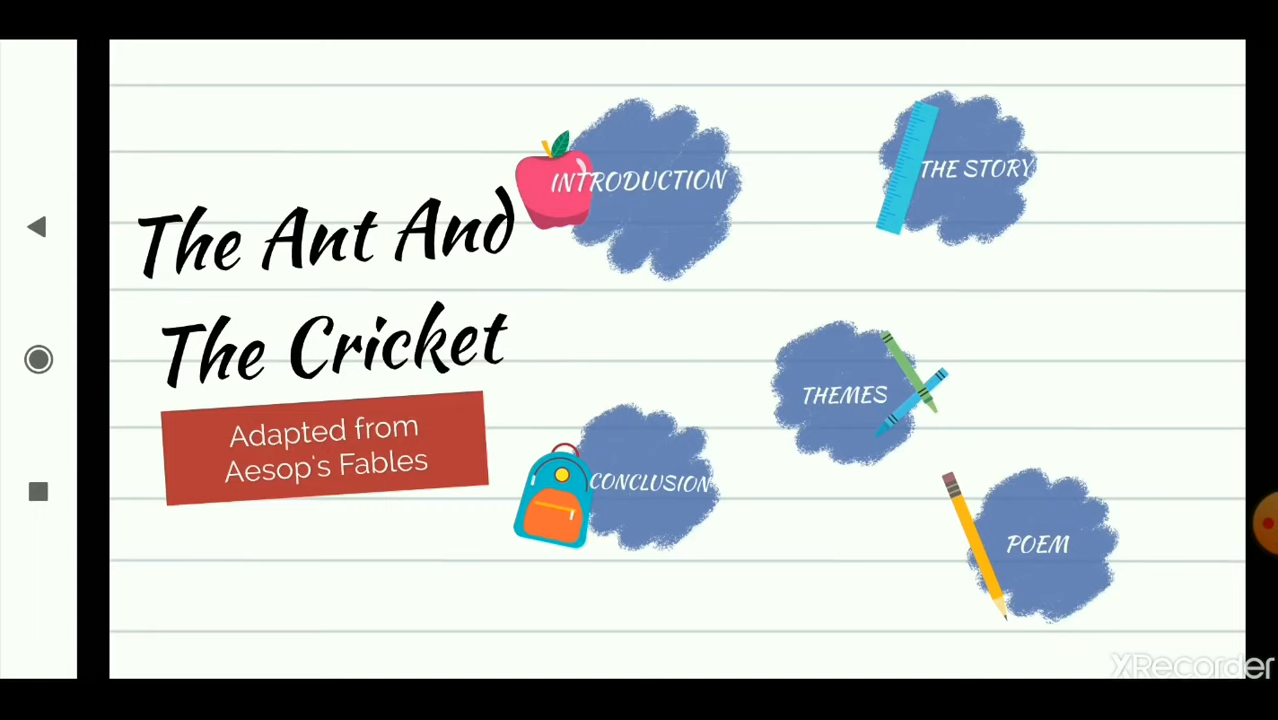 The Ant And
The Cricket
Adapted from
Aesop's Fables
INTRODUCTION
THE STORY
THEMES
CONCLUSION
POEM
XRecorder